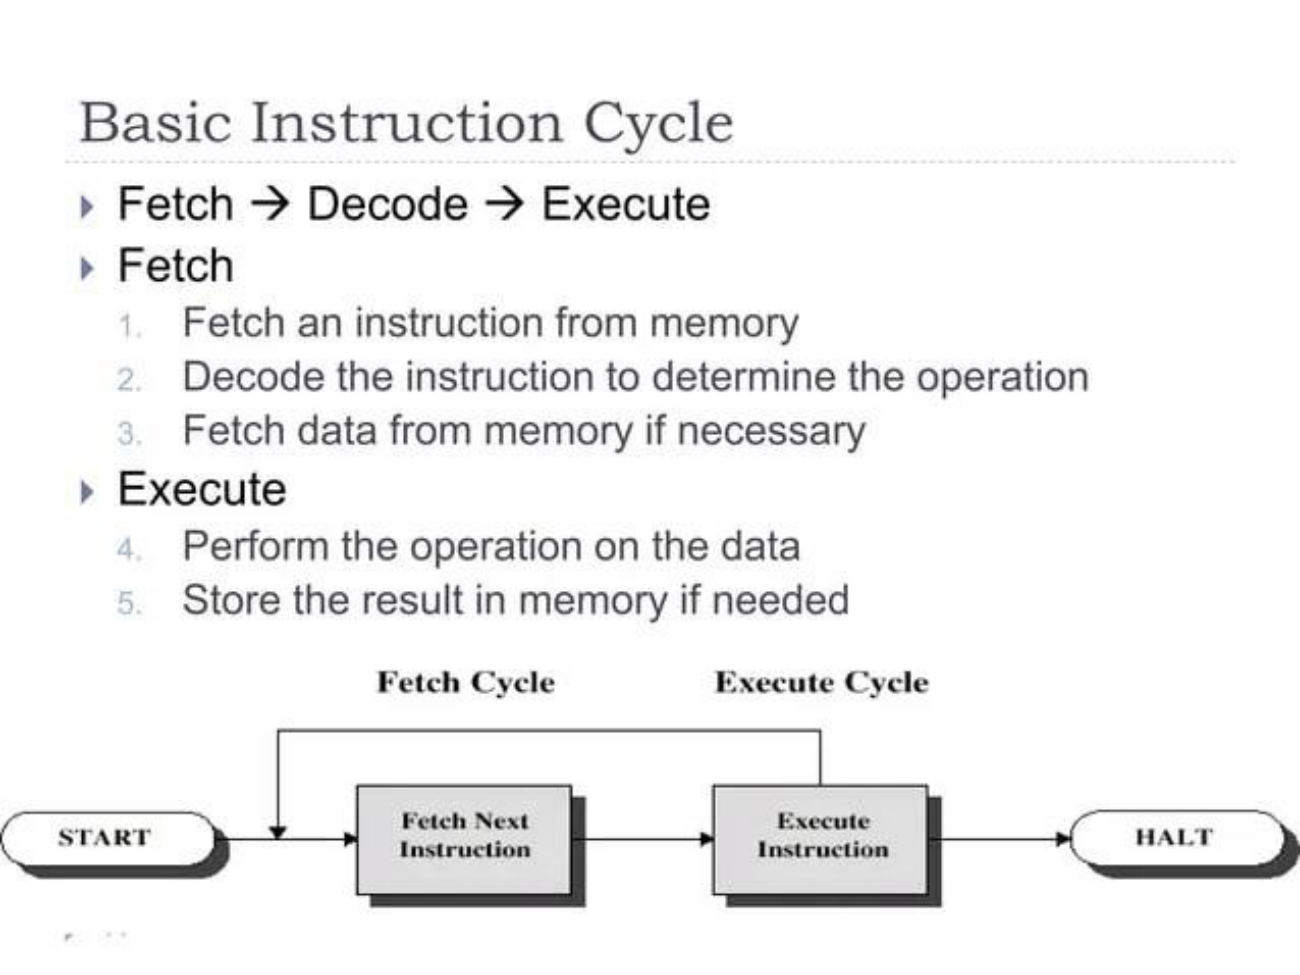 Basic Instruction Cycle
Fetch → Decode → Execute
Fetch
1. Fetch an instruction from memory
2. Decode the instruction to determine the operation
3. Fetch data from memory if necessary
Execute
4. Perform the operation on the data
5. Store the result in memory if needed
Fetch Cycle
Execute Cycle
START
Fetch Next
Instruction
Execute
Instruction
HALT